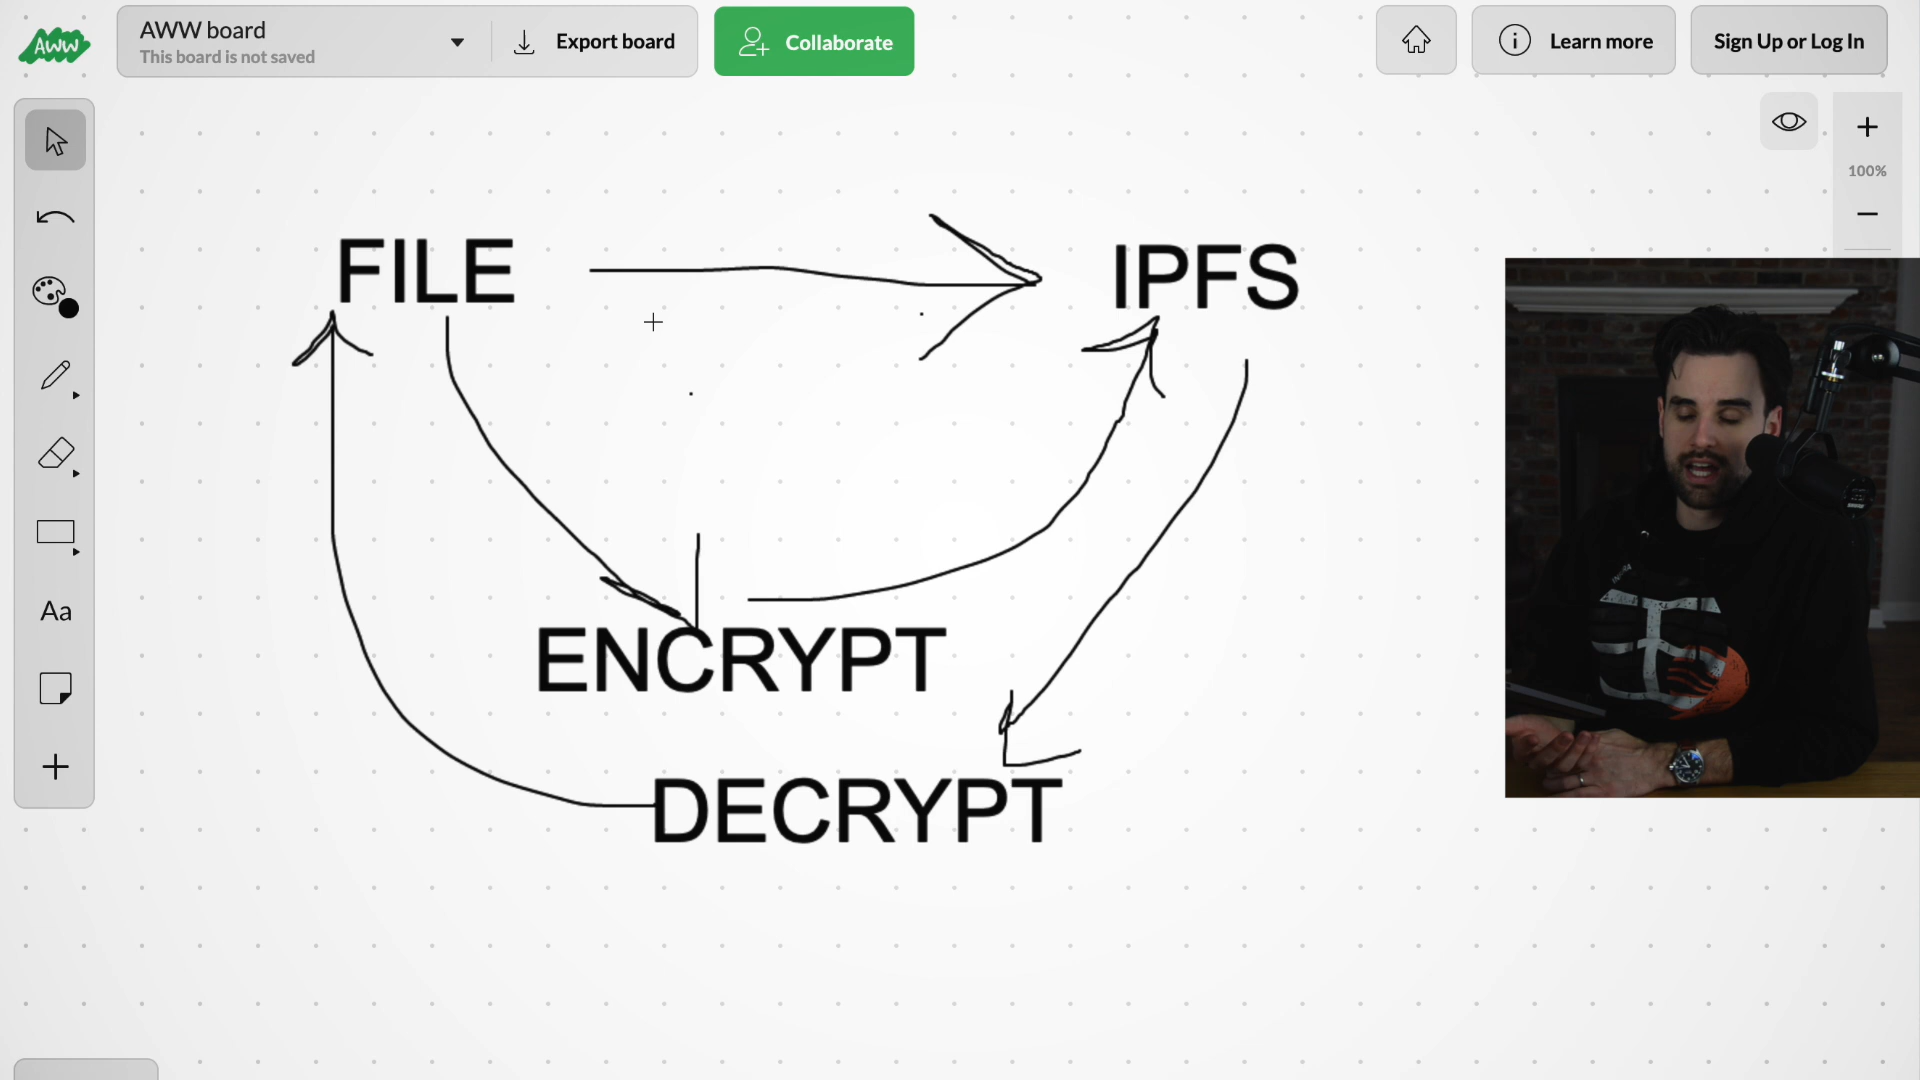 AWW
AWW board
This board is not saved
Export board
Collaborate
Learn more
Sign Up or Log In
100%
FILE
IPFS
ENCRYPT
DECRYPT
Aa